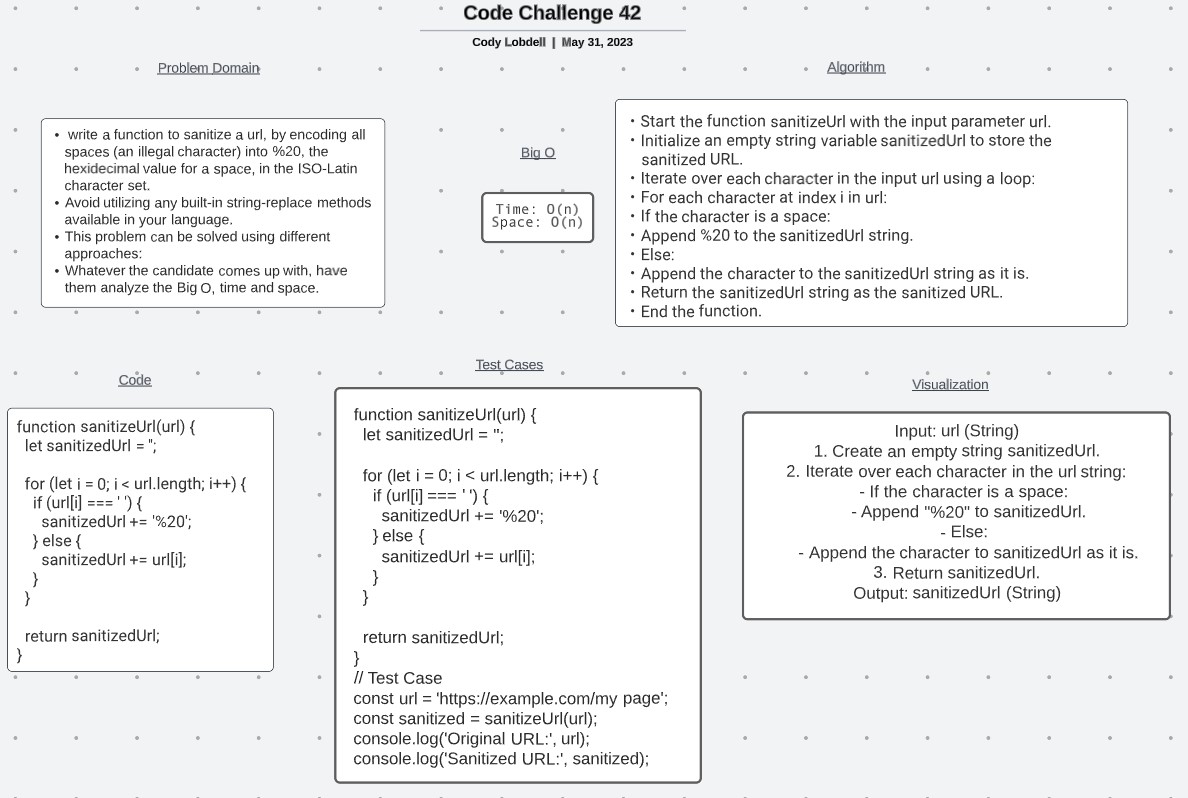 Code Challenge 42
Cody Lobdell | May 31, 2023
Problem Domain
• write a function to sanitize a url, by encoding all
spaces (an illegal character) into %20, the
hexidecimal value for a space, in the ISO-Latin
character set.
• Avoid utilizing any built-in string-replace methods
available in your language.
• This problem can be solved using different
approaches:
• Whatever the candidate comes up with, have
them analyze the Big O, time and space.
Big O
Time: O(n)
Space: O(n)
Algorithm
• Start the function sanitizeUrl with the input parameter url.
• Initialize an empty string variable sanitizedUrl to store the
sanitized URL.
• Iterate over each character in the input url using a loop:
• For each character at index i in url:
• If the character is a space:
• Append %20 to the sanitizedUrl string.
• Else:
• Append the character to the sanitizedUrl string as it is.
• Return the sanitizedUrl string as the sanitized URL.
• End the function.
Code
function sanitizeUrl(url) {
let sanitizedUrl = '';
for (let i = 0; i < url.length; i++) {
if (url[i] === ' ') {
sanitizedUrl += '%20';
} else {
sanitizedUrl += url[i];
}
}
return sanitizedUrl;
}
Test Cases
function sanitizeUrl(url) {
let sanitizedUrl = '';
for (let i = 0; i < url.length; i++) {
if (url[i] === ' ') {
sanitizedUrl += '%20';
} else {
sanitizedUrl += url[i];
}
}
return sanitizedUrl;
}
// Test Case
const url = 'https://example.com/my page';
const sanitized = sanitizeUrl(url);
console.log('Original URL:', url);
console.log('Sanitized URL:', sanitized);
Visualization
Input: url (String)
1. Create an empty string sanitizedUrl.
2. Iterate over each character in the url string:
- If the character is a space:
- Append "%20" to sanitizedUrl.
- Else:
- Append the character to sanitizedUrl as it is.
3. Return sanitizedUrl.
Output: sanitizedUrl (String)